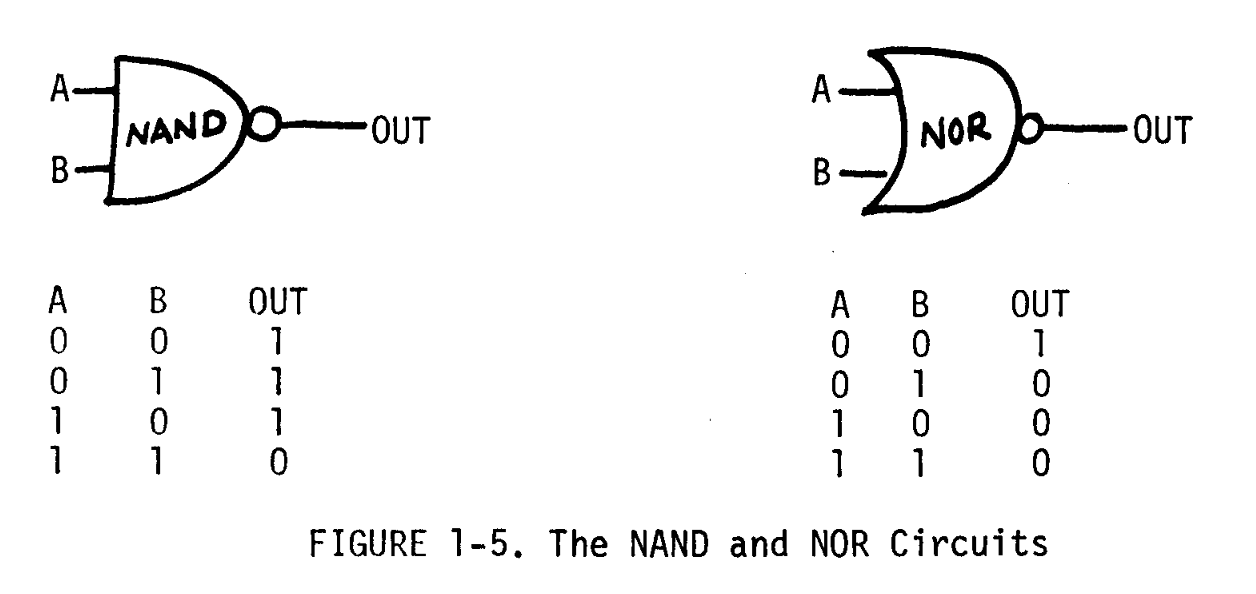 A
NAND
OUT
B
A B OUT
0 0 1
0 1 1
1 0 1
1 1 0
A
NOR
OUT
B
A B OUT
0 0 1
0 1 0
1 0 0
1 1 0
FIGURE 1-5. The NAND and NOR Circuits